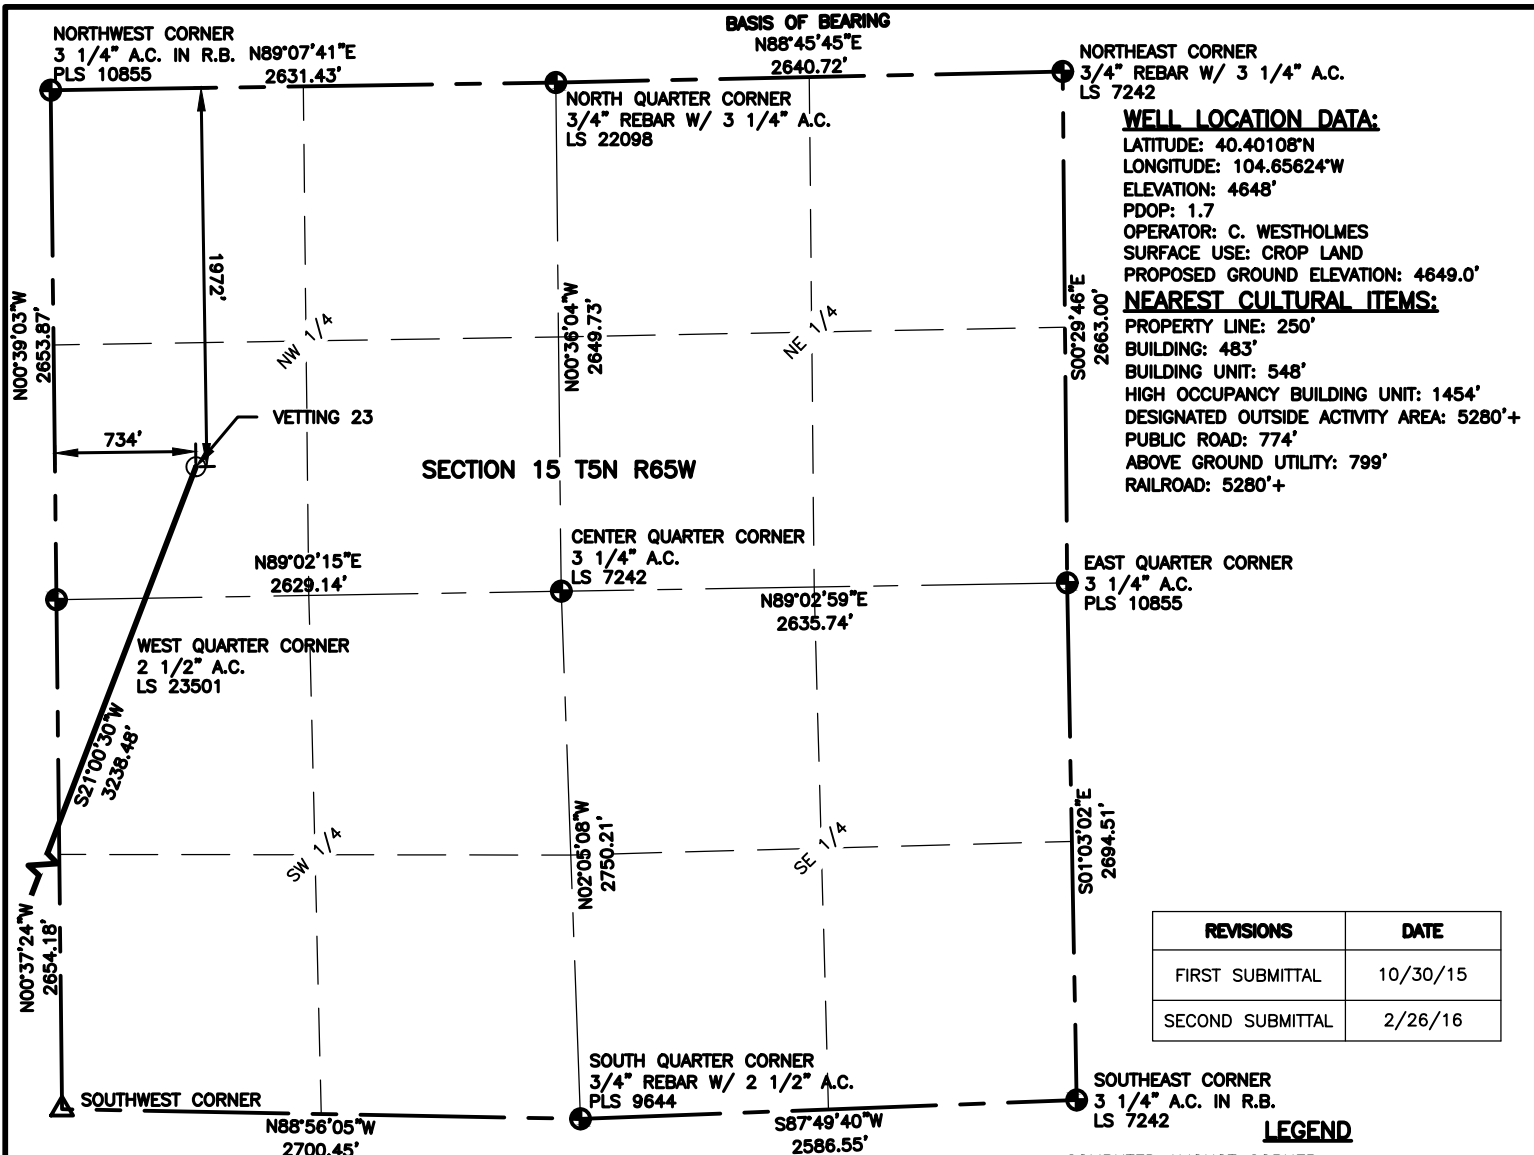 BASIS OF BEARING
N88°45'45"E
2640.72'
NORTHWEST CORNER
3 1/4" A.C. IN R.B.
PLS 10855
N89°07'41"E
2631.43'
NORTH QUARTER CORNER
3/4" REBAR W/ 3 1/4" A.C.
LS 22098
NORTHEAST CORNER
3/4" REBAR W/ 3 1/4" A.C.
LS 7242
WELL LOCATION DATA:
LATITUDE: 40.40108°N
LONGITUDE: 104.65624°W
ELEVATION: 4648'
PDOP: 1.7
OPERATOR: C. WESTHOLMES
SURFACE USE: CROP LAND
PROPOSED GROUND ELEVATION: 4649.0'
NEAREST CULTURAL ITEMS:
PROPERTY LINE: 250'
BUILDING: 483'
BUILDING UNIT: 548'
HIGH OCCUPANCY BUILDING UNIT: 1454'
DESIGNATED OUTSIDE ACTIVITY AREA: 5280'+
PUBLIC ROAD: 774'
ABOVE GROUND UTILITY: 799'
RAILROAD: 5280'+
1972'
N00°39'03"W
2653.87'
NW 1/4
N00°36'04"W
2649.73'
NE 1/4
S00°29'46"E
2663.00'
734'
VETTING 23
SECTION 15 T5N R65W
N89°02'15"E
2629.14'
CENTER QUARTER CORNER
3 1/4" A.C.
LS 7242
N89°02'59"E
2635.74'
EAST QUARTER CORNER
3 1/4" A.C.
PLS 10855
WEST QUARTER CORNER
2 1/2" A.C.
LS 23501
S21°00'30"W
3238.48'
SW 1/4
N02°05'08"W
2750.21'
SE 1/4
S01°03'02"E
2694.51'
N00°37'24"W
2654.18'
REVISIONS DATE
FIRST SUBMITTAL 10/30/15
SECOND SUBMITTAL 2/26/16
SOUTHWEST CORNER
N88°56'05"W
2700.45'
SOUTH QUARTER CORNER
3/4" REBAR W/ 2 1/2" A.C.
PLS 9644
S87°49'40"W
2586.55'
SOUTHEAST CORNER
3 1/4" A.C. IN R.B.
LS 7242
LEGEND